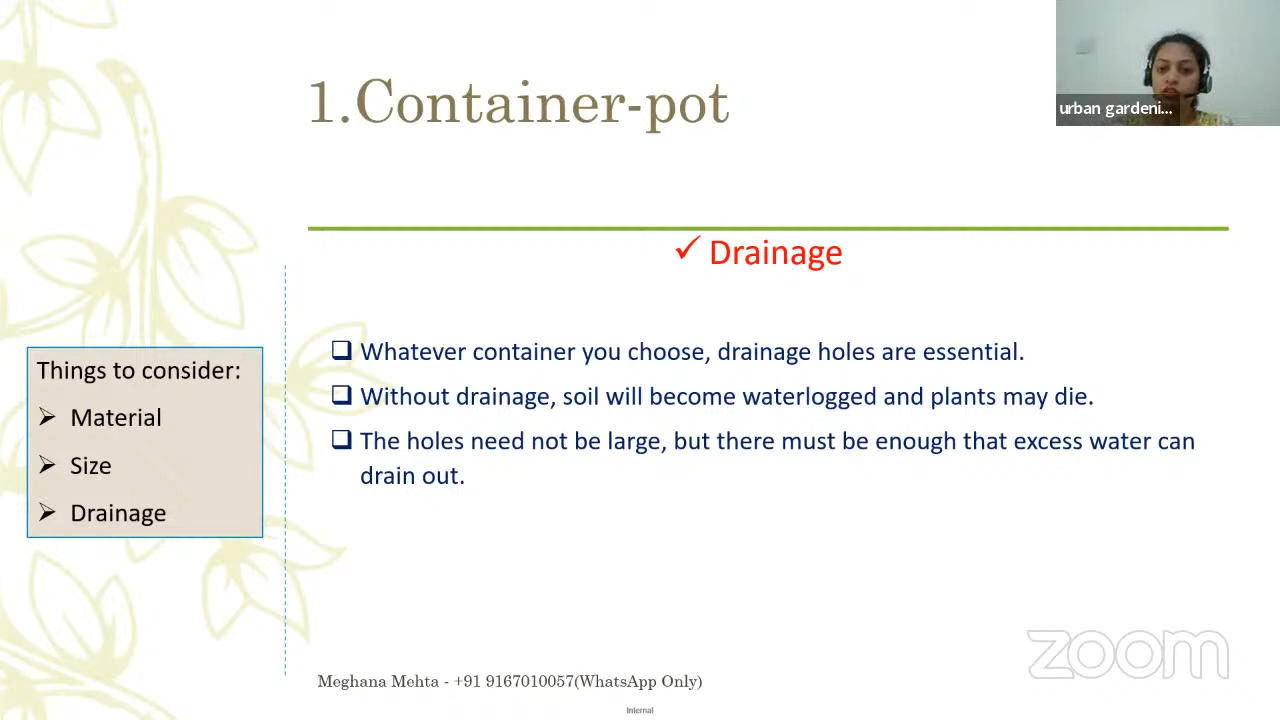 1.Container-pot
urban gardeni...
✓ Drainage
Things to consider:
➢ Material
➢ Size
➢ Drainage
❑ Whatever container you choose, drainage holes are essential.
❑ Without drainage, soil will become waterlogged and plants may die.
❑ The holes need not be large, but there must be enough that excess water can
drain out.
zoom
Meghana Mehta - +91 9167010057(WhatsApp Only)
Internal